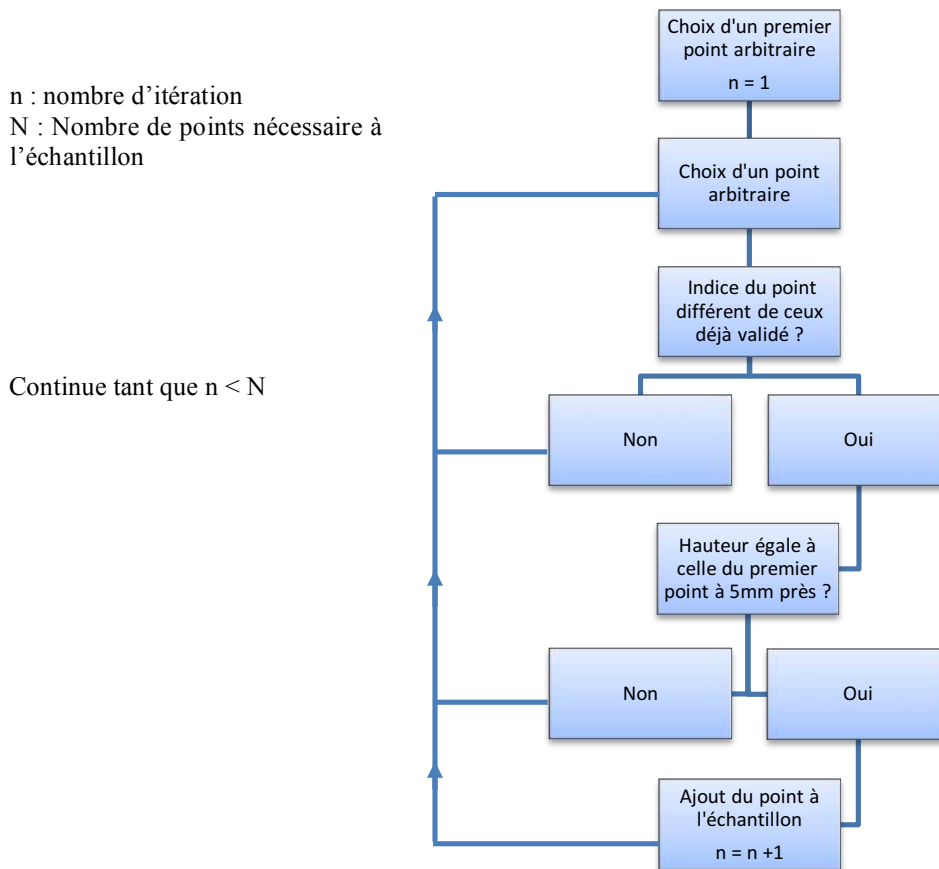 n : nombre d’itération
N : Nombre de points nécessaire à
l’échantillon
Continue tant que n < N
Choix d'un premier
point arbitraire
n = 1
Choix d'un point
arbitraire
Indice du point
différent de ceux
déjà validé ?
Non
Oui
Hauteur égale à
celle du premier
point à 5mm près ?
Non
Oui
Ajout du point à
l'échantillon
n = n +1